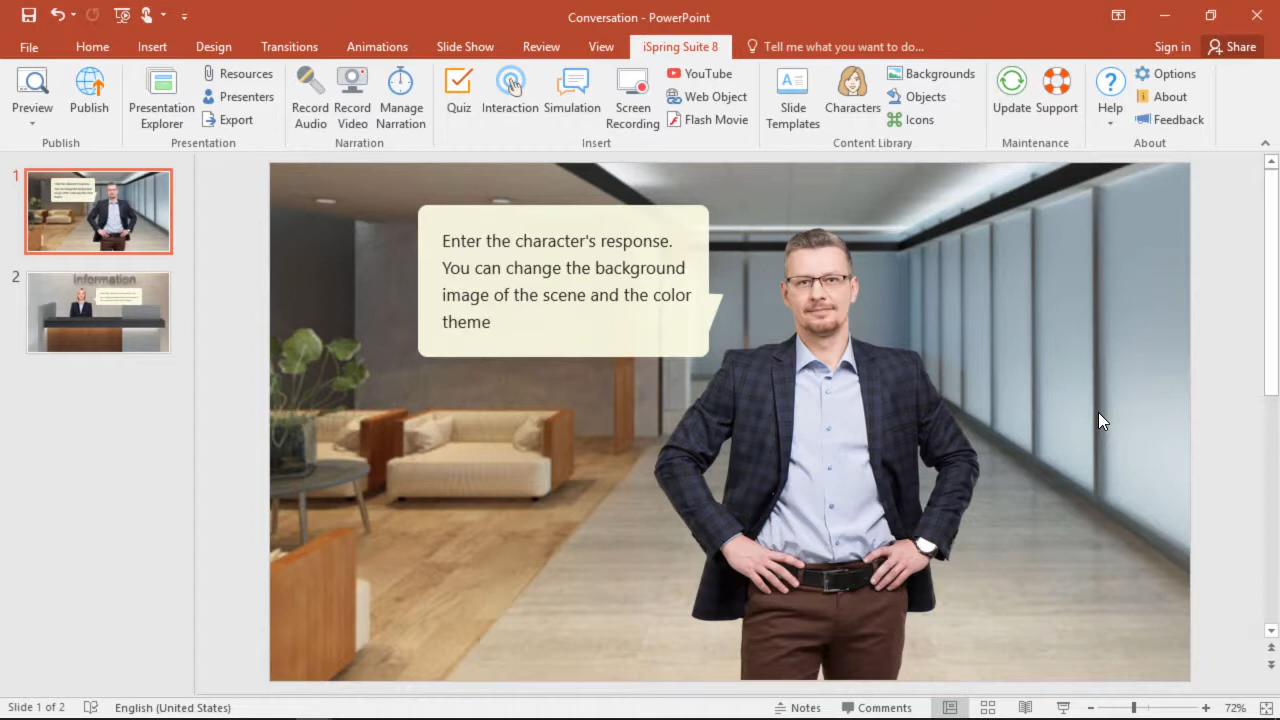 Conversation - PowerPoint
File Home Insert Design Transitions Animations Slide Show Review View iSpring Suite 8 Tell me what you want to do... Sign in Share
Preview Publish Presentation Explorer Resources Presenters Export
Record Audio Record Video Manage Narration
Quiz Interaction Simulation Screen Recording YouTube Web Object Flash Movie
Slide Templates Characters Backgrounds Objects Icons
Update Support Help Options About Feedback
Publish Presentation Narration Insert Content Library Maintenance About
1
2
Information
Enter the character's response.
You can change the background
image of the scene and the color
theme
Slide 1 of 2 English (United States) Notes Comments 72%